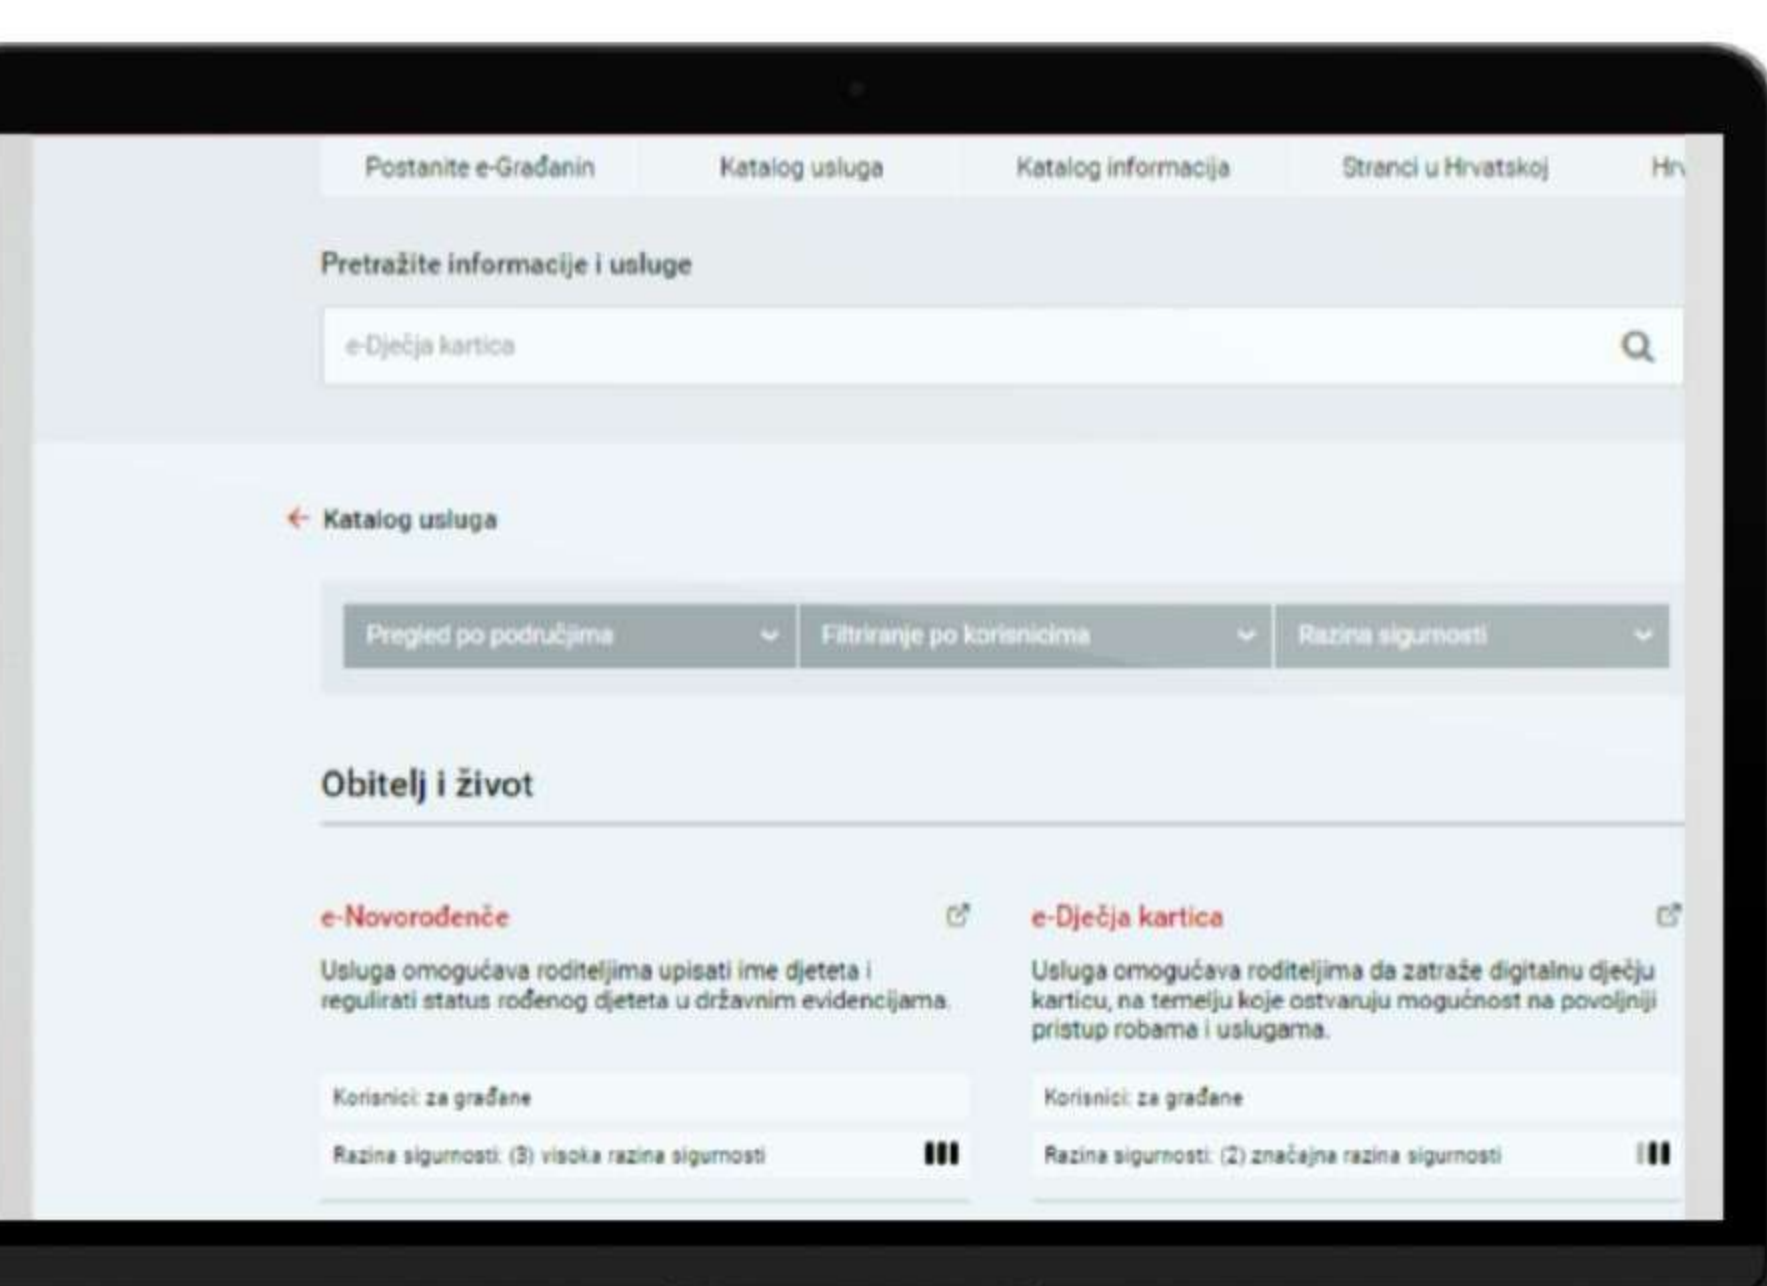 Postanite e-Građanin Katalog usluga Katalog informacija Stranci u Hrvatskoj Hrv
Pretražite informacije i usluge
e-Dječja kartica
Katalog usluga
Pregled po područjima Filtriranje po korisnicima Razina sigurnosti
Obitelj i život
e-Novorođenče
Usluga omogućava roditeljima upisati ime djeteta i
regulirati status rođenog djeteta u državnim evidencijama.
Korisnici: za građane
Razina sigurnosti: (3) visoka razina sigurnosti
e-Dječja kartica
Usluga omogućava roditeljima da zatraže digitalnu dječju
karticu, na temelju koje ostvaruju mogućnost na povoljniji
pristup robama i uslugama.
Korisnici: za građane
Razina sigurnosti: (2) značajna razina sigurnosti